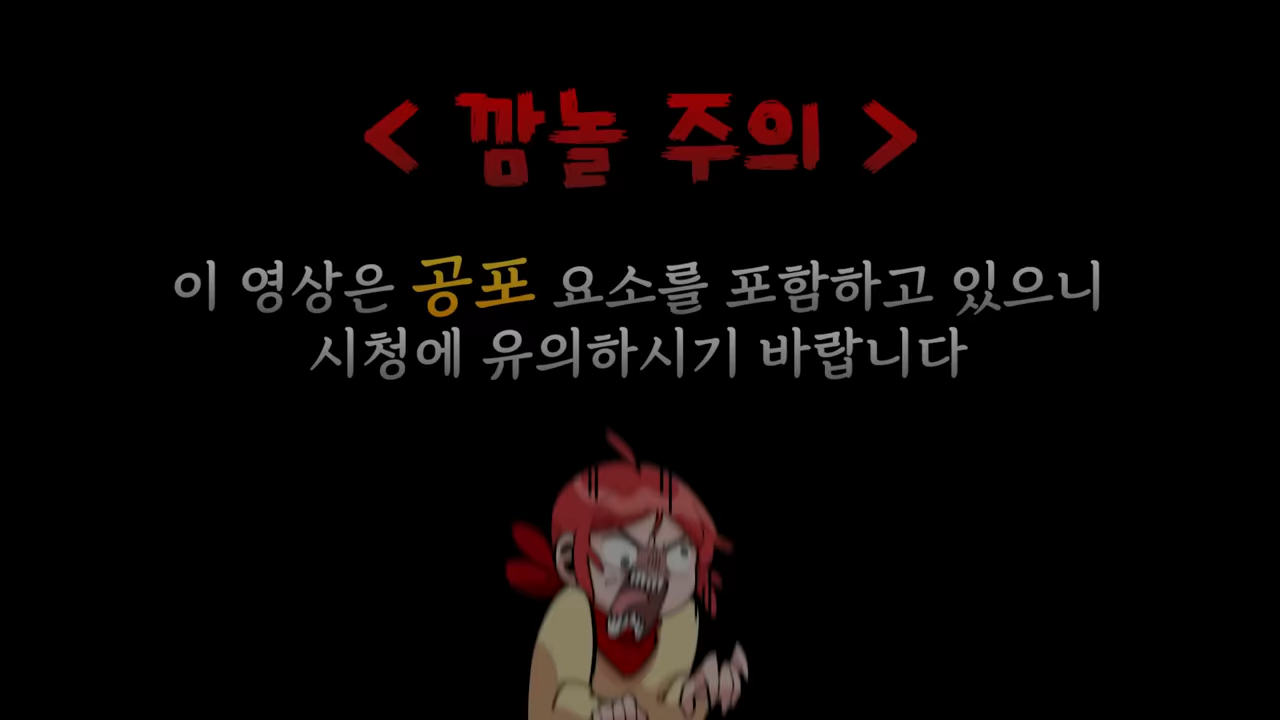 < 깜놀 주의 >
이 영상은 공포 요소를 포함하고 있으니
시청에 유의하시기 바랍니다